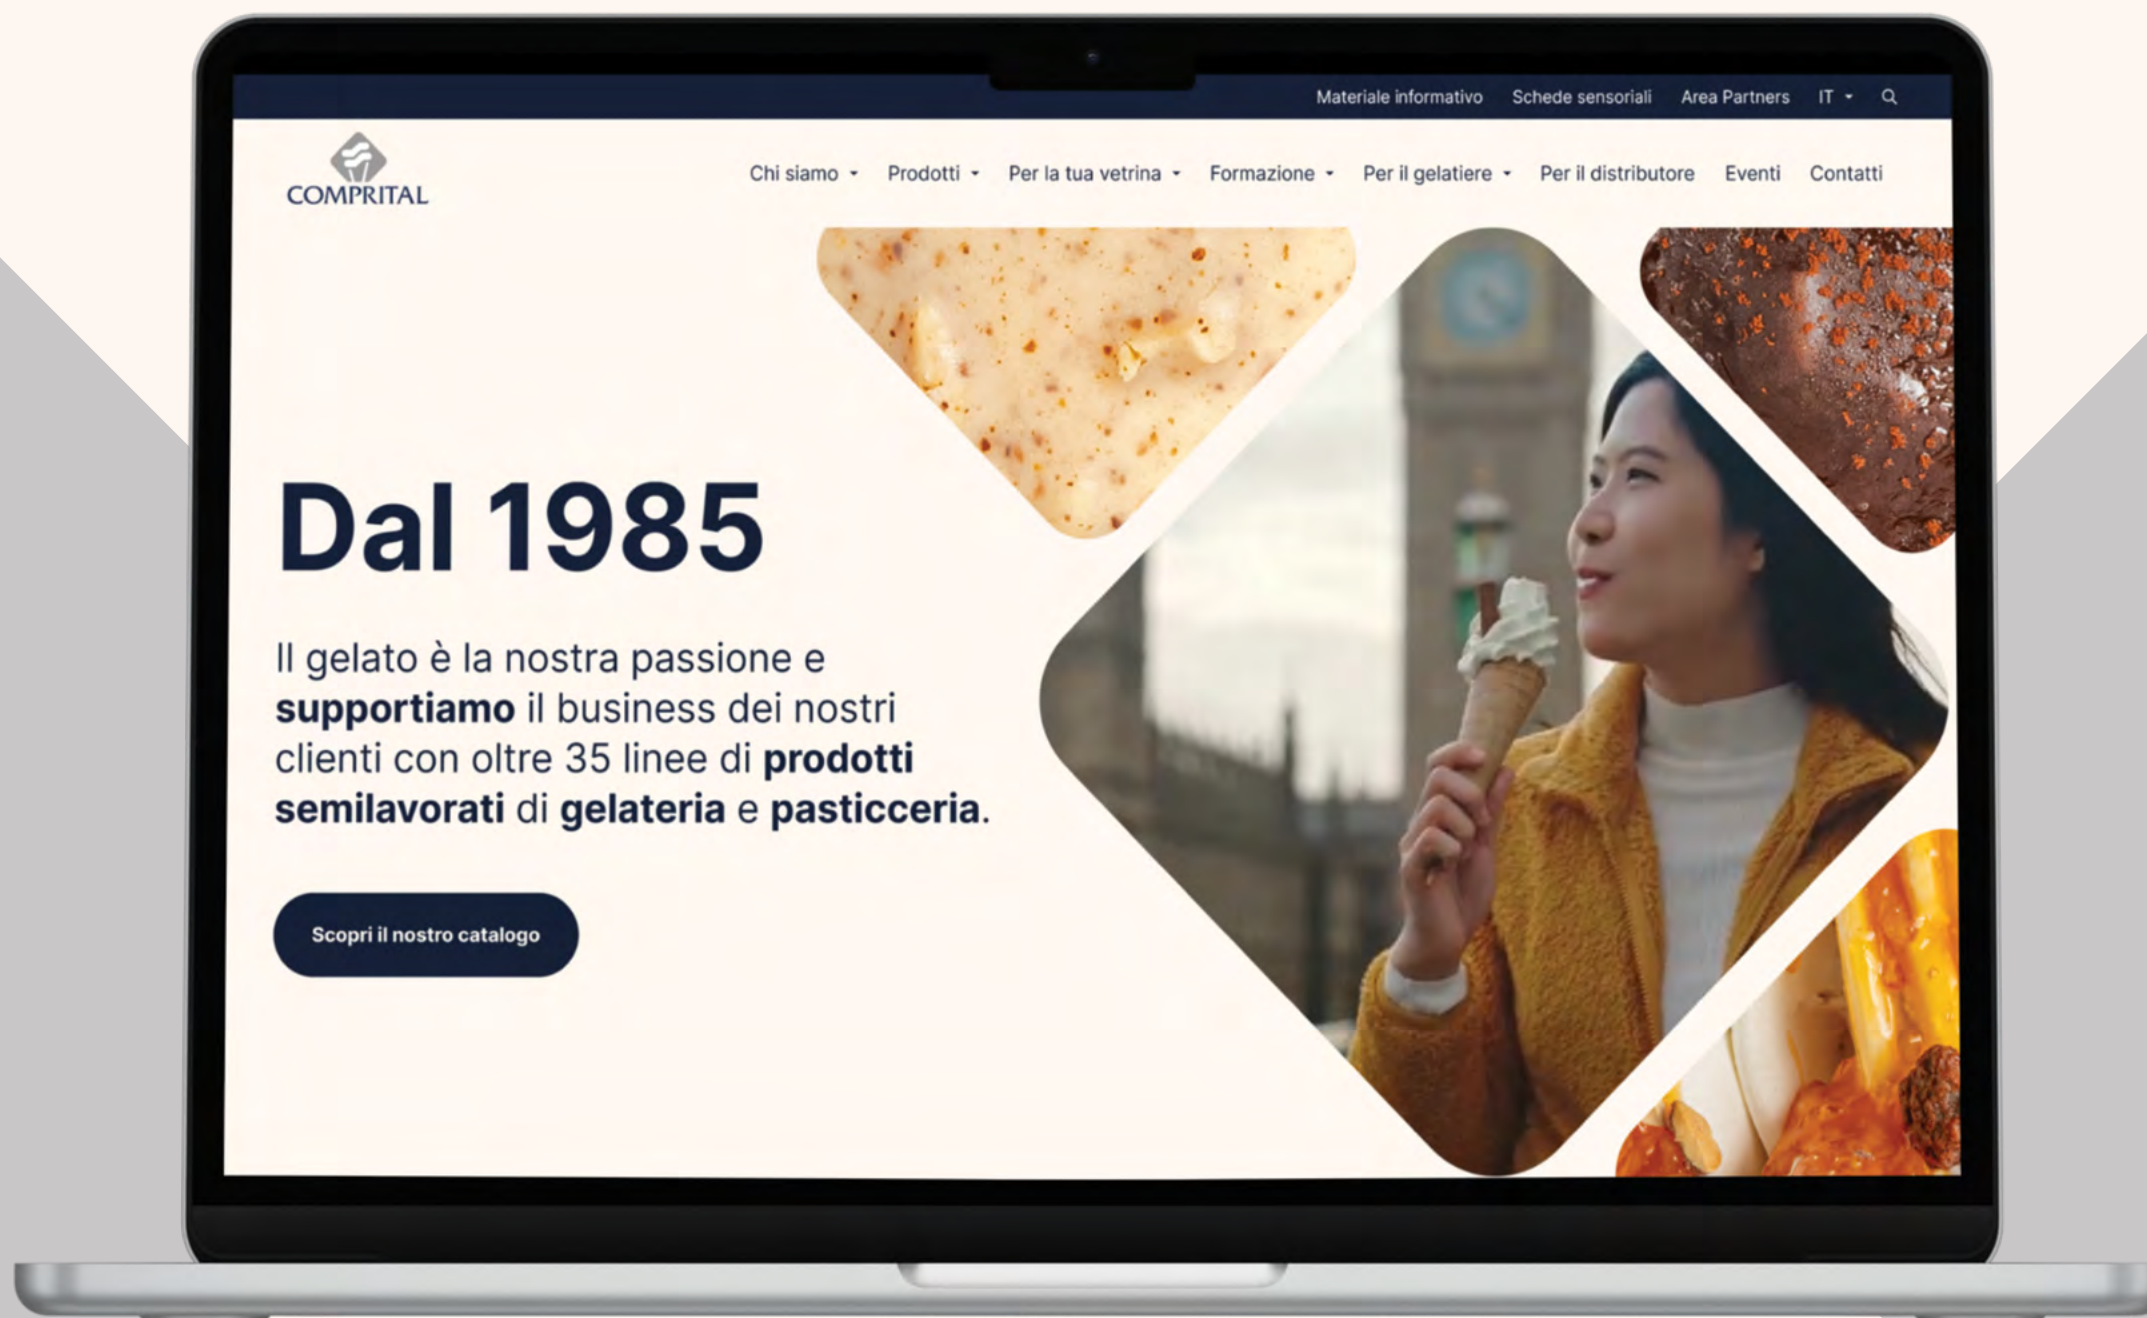 Materiale informativo Schede sensoriali Area Partners IT
COMPRITAL
Chi siamo Prodotti Per la tua vetrina Formazione Per il gelatiere Per il distributore Eventi Contatti
Dal 1985
Il gelato è la nostra passione e
supportiamo il business dei nostri
clienti con oltre 35 linee di prodotti
semilavorati di gelateria e pasticceria.
Scopri il nostro catalogo